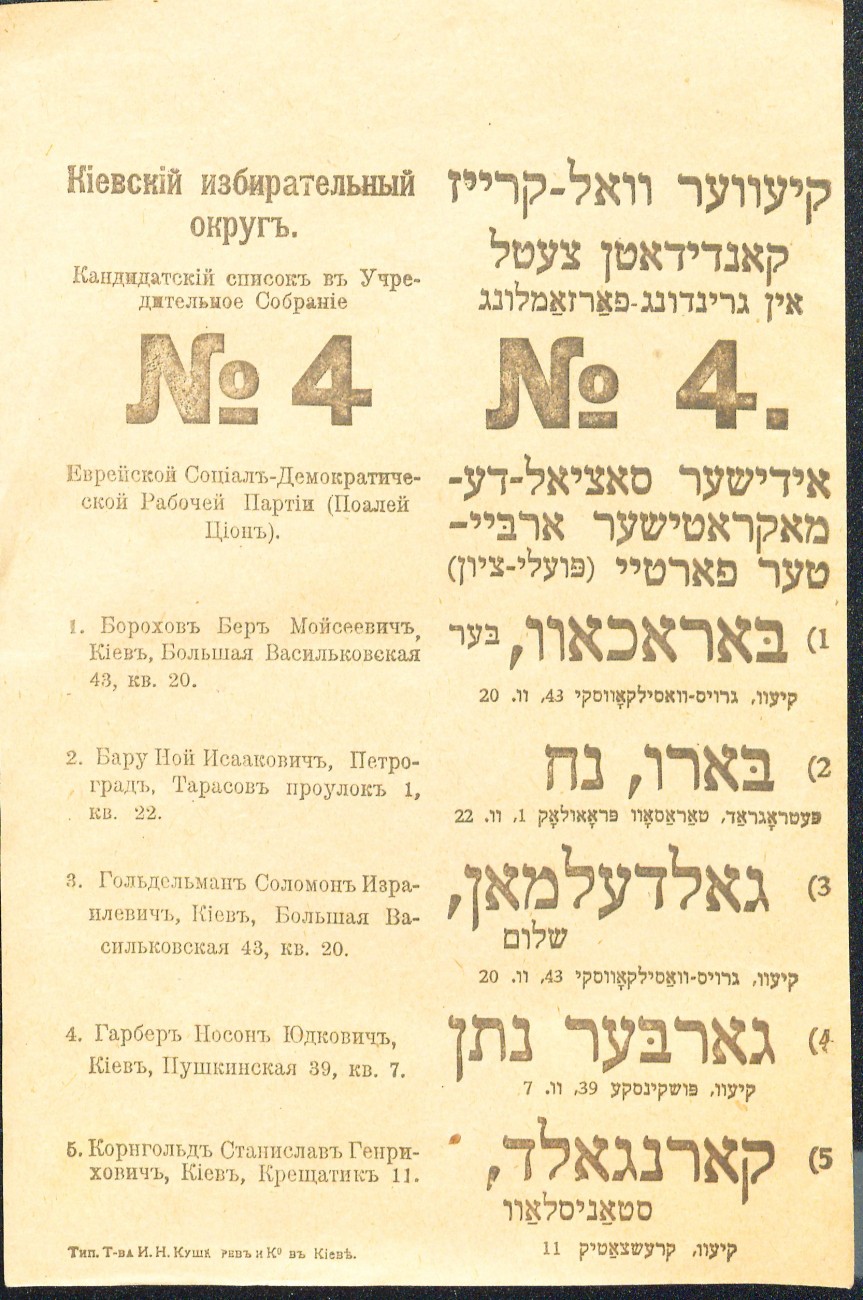 Кіевскій избирательный
округъ.
Кандидатскій списокъ въ Учре-
дительное Собраніе
№ 4
Еврейской Соціалъ-Демократиче-
ской Рабочей Партіи (Поалей
Ціонъ).
1. Бороховъ Беръ Мойсеевичъ,
Кіевъ, Большая Васильковская
43, кв. 20.
2. Бару Ной Исааковичъ, Петро-
градъ, Тарасовъ проулокъ 1,
кв. 22.
3. Гольдельманъ Соломонъ Изра-
илевичъ, Кіевъ, Большая Ва-
сильковская 43, кв. 20.
4. Гарберъ Носонъ Юдковичъ,
Кіевъ, Пушкинская 39, кв. 7.
5. Корнгольдъ Станиславъ Генри-
ховичъ, Кіевъ, Крещатикъ 11.
Тип. Т-ва И. Н. Кушнеревъ и Ко въ Кіевѣ.
קיעווער וואל-קרייז
קאנדידאטן צעטל
אין גרינדונג-פֿאַרזאַמלונג
№ 4.
אידישער סאציאל-דע-
מאקראטישער ארביי-
טער פארטיי (פועלי-ציון)
1) באראכאוו, בער
קיעוו, גרויס-וואסילקאָווסקי 43, וו. 20
2) בארו, נח
פעטראָגראַד, טאַראַסאָוו פּראָאולאָק 1, וו. 22
3) גאלדעלמאן,
שלום
קיעוו, גרויס-וואַסילקאָווסקי 43, וו. 20
4) גארבער נתן
קיעוו, פושקינסקע 39, וו. 7
5) קארנגאלד,
סטאַניסלאַוו
קיעוו, קרעשצאַטיק 11